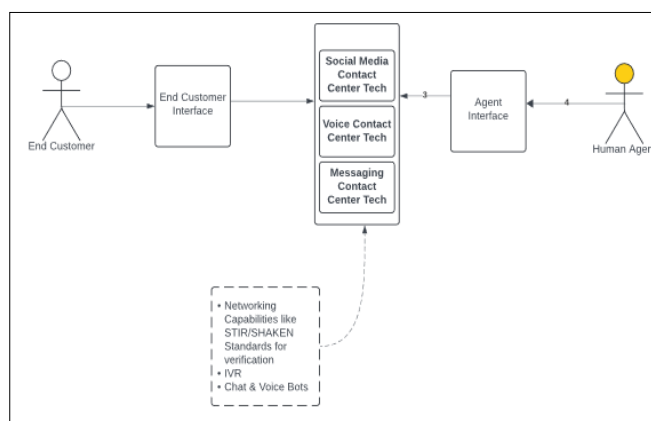 Social Media
Contact
Center Tech
End Customer
Interface
3
Agent
Interface
4
Voice Contact
Center Tech
End Customer
Human Agen
Messaging
Contact
Center Tech
• Networking
Capabilities like
STIR/SHAKEN
Standards for
verification
• IVR
• Chat & Voice Bots